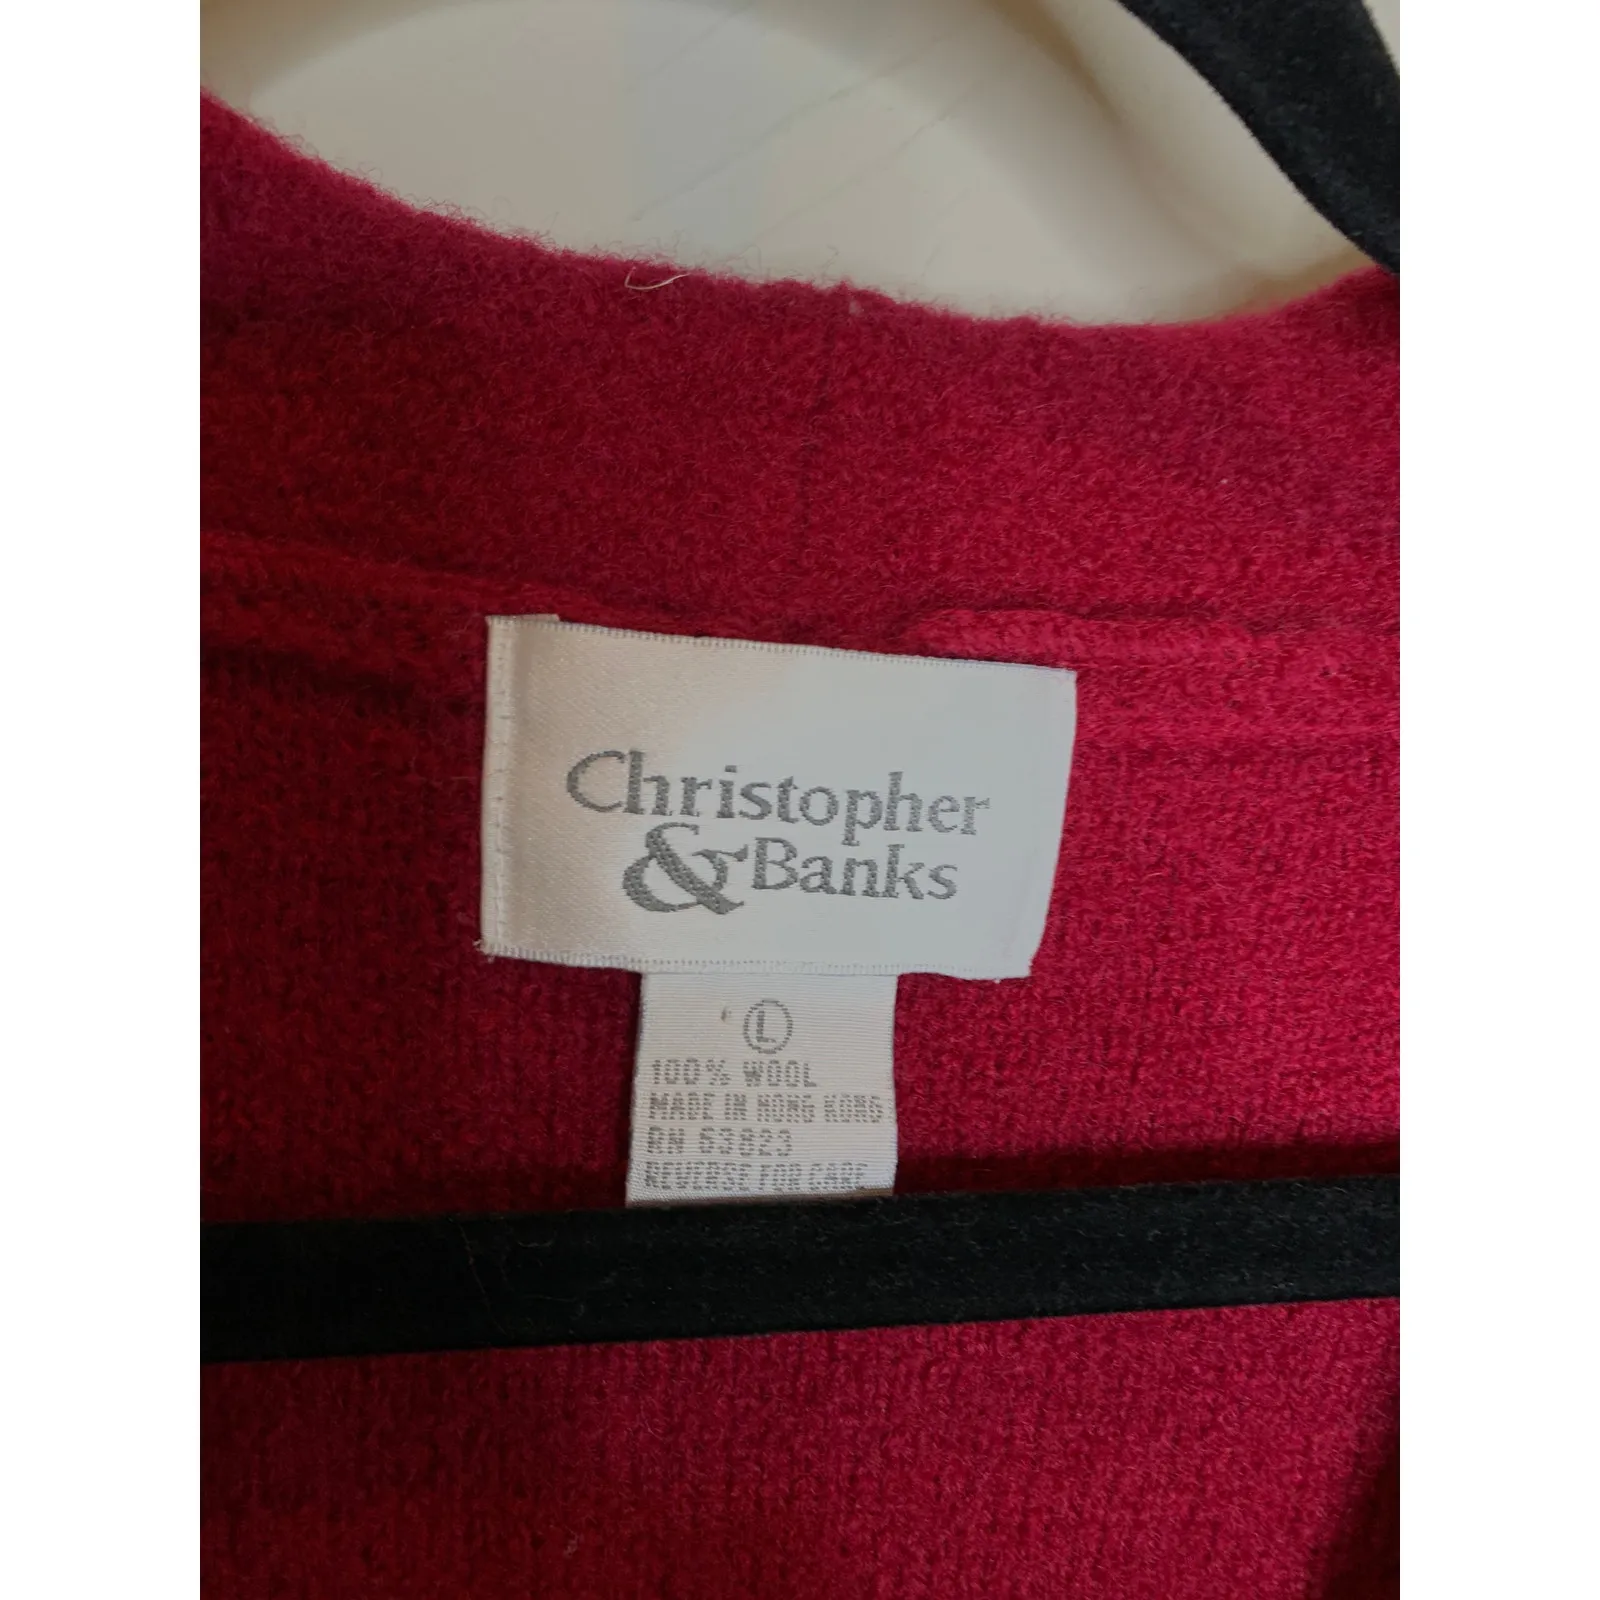 Christopher
& Banks
L
100% WOOL
MADE IN HONG KONG
RN 53823
REVERSE FOR CARE